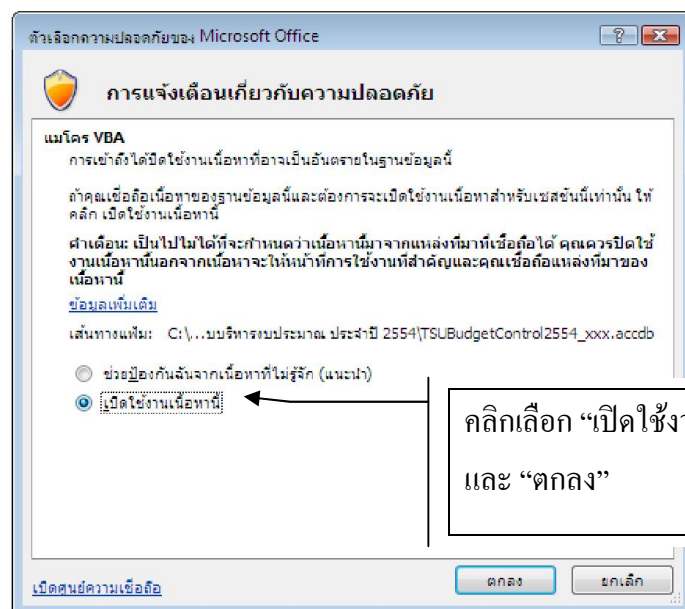 ตัวเลือกความปลอดภัยของ Microsoft Office
การแจ้งเตือนเกี่ยวกับความปลอดภัย
แมโคร VBA
การเข้าถึงได้ปิดใช้งานเนื้อหาที่อาจเป็นอันตรายในฐานข้อมูลนี้
ถ้าคุณเชื่อถือเนื้อหาของฐานข้อมูลนี้และต้องการจะเปิดใช้งานเนื้อหาสำหรับเซสชันนี้เท่านั้น ให้
คลิก เปิดใช้งานเนื้อหานี้
คำเตือน: เป็นไปไม่ได้ที่จะกำหนดว่าเนื้อหานี้มาจากแหล่งที่มาที่เชื่อถือได้ คุณควรปิดใช้
งานเนื้อหานี้นอกจากเนื้อหาจะให้หน้าที่การใช้งานที่สำคัญและคุณเชื่อถือแหล่งที่มาของ
เนื้อหานี้
ข้อมูลเพิ่มเติม
เส้นทางแฟ้ม: C:\...บบริหารงบประมาณ ประจำปี 2554\TSUBudgetControl2554_xxx.accdb
ช่วยป้องกันฉันจากเนื้อหาที่ไม่รู้จัก (แนะนำ)
เปิดใช้งานเนื้อหานี้
คลิกเลือก “เปิดใช้ง
และ “ตกลง”
เปิดศูนย์ความเชื่อถือ
ตกลง
ยกเลิก